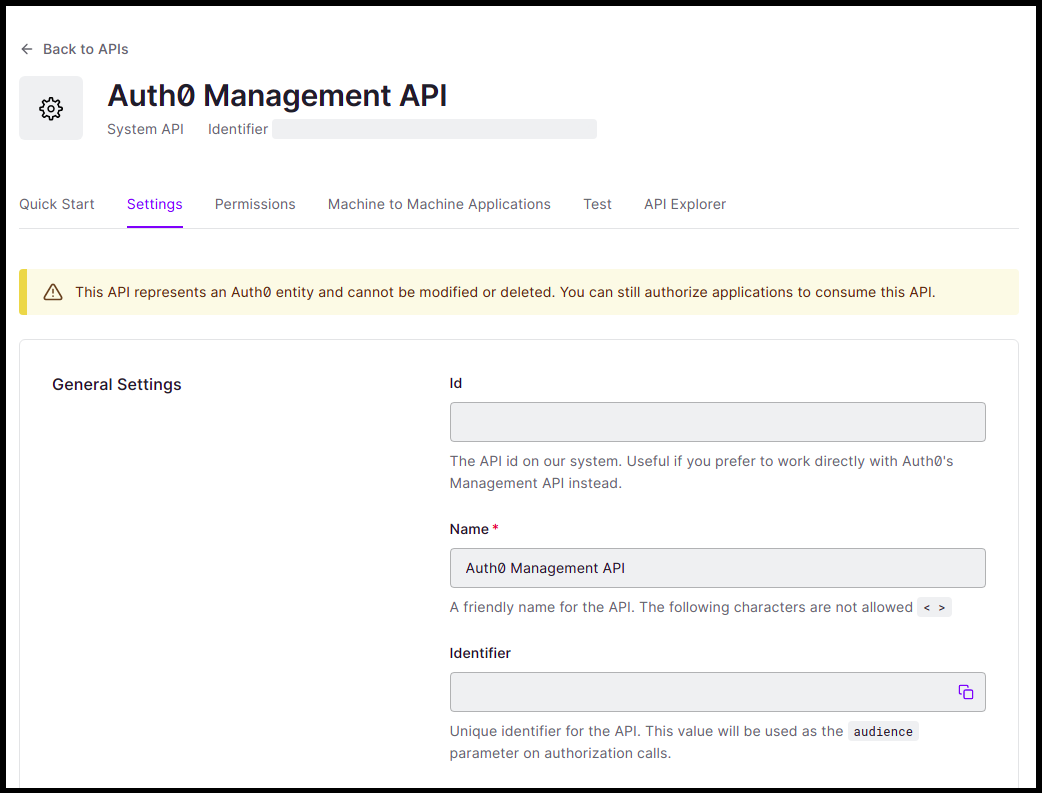 Back to APIs
Auth0 Management API
System API Identifier
Quick Start Settings Permissions Machine to Machine Applications Test API Explorer
This API represents an Auth0 entity and cannot be modified or deleted. You can still authorize applications to consume this API.
General Settings
Id
The API id on our system. Useful if you prefer to work directly with Auth0's
Management API instead.
Name *
Auth0 Management API
A friendly name for the API. The following characters are not allowed < >
Identifier
Unique identifier for the API. This value will be used as the audience
parameter on authorization calls.